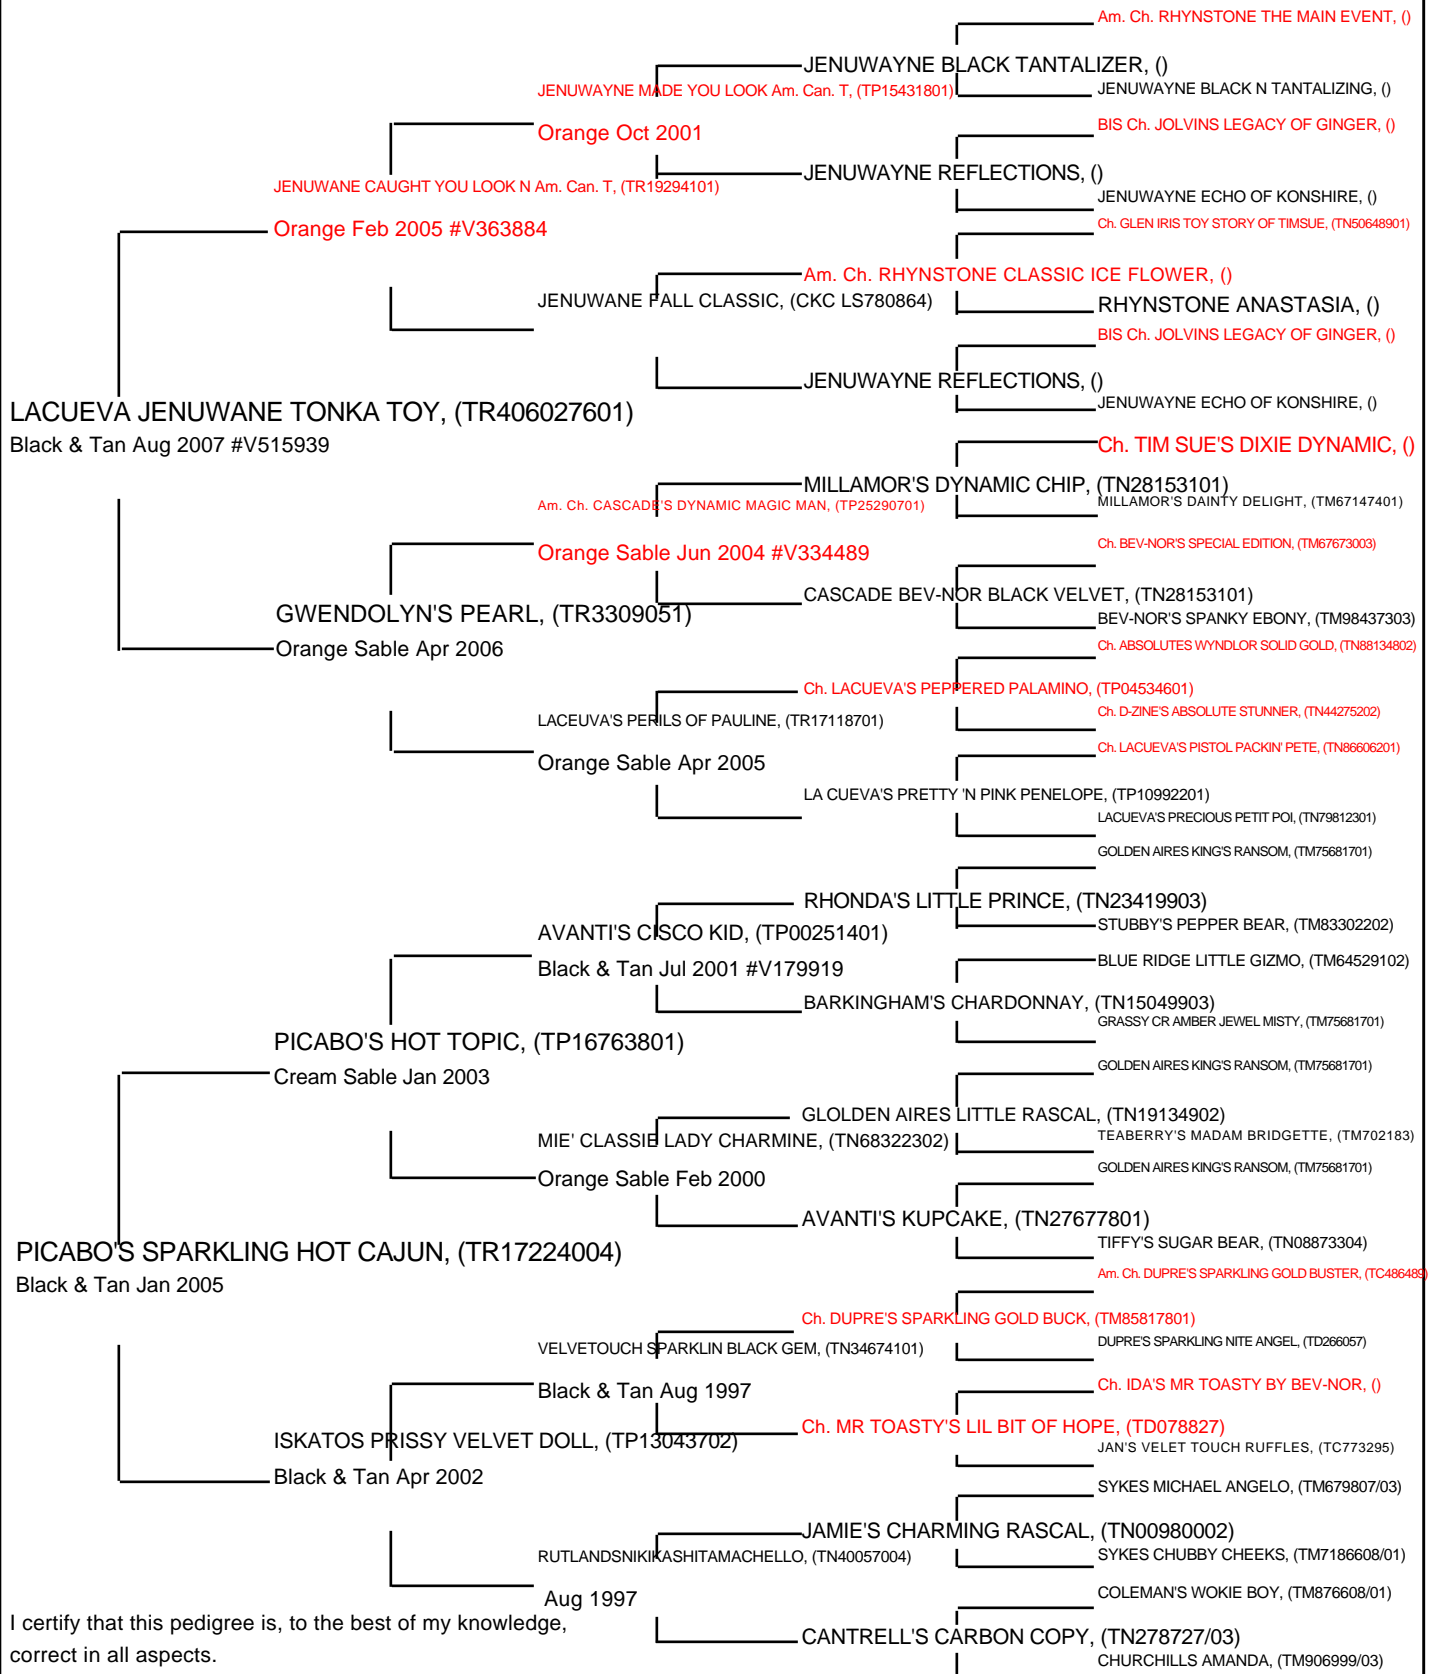 Am. Ch. RHYNSTONE THE MAIN EVENT, ()
JENUWAYNE BLACK TANTALIZER, ()
JENUWAYNE MADE YOU LOOK Am. Can. T, (TP15431801)
JENUWAYNE BLACK N TANTALIZING, ()
Orange Oct 2001
BIS Ch. JOLVINS LEGACY OF GINGER, ()
JENUWAYNE REFLECTIONS, ()
JENUWANE CAUGHT YOU LOOK N Am. Can. T, (TR19294101)
JENUWAYNE ECHO OF KONSHIRE, ()
Orange Feb 2005 #V363884
Ch. GLEN IRIS TOY STORY OF TIMSUE, (TN50648901)
Am. Ch. RHYNSTONE CLASSIC ICE FLOWER, ()
JENUWANE FALL CLASSIC, (CKC LS780864)
RHYNSTONE ANASTASIA, ()
BIS Ch. JOLVINS LEGACY OF GINGER, ()
JENUWAYNE REFLECTIONS, ()
JENUWAYNE ECHO OF KONSHIRE, ()
LACUEVA JENUWANE TONKA TOY, (TR406027601)
Black & Tan Aug 2007 #V515939
Ch. TIM SUE'S DIXIE DYNAMIC, ()
MILLAMOR'S DYNAMIC CHIP, (TN28153101)
MILLAMOR'S DAINTY DELIGHT, (TM67147401)
Am. Ch. CASCADE'S DYNAMIC MAGIC MAN, (TP25290701)
Orange Sable Jun 2004 #V334489
Ch. BEV-NOR'S SPECIAL EDITION, (TM67673003)
CASCADE BEV-NOR BLACK VELVET, (TN28153101)
GWENDOLYN'S PEARL, (TR3309051)
BEV-NOR'S SPANKY EBONY, (TM98437303)
Orange Sable Apr 2006
Ch. ABSOLUTES WYNDLOR SOLID GOLD, (TN88134802)
Ch. LACUEVA'S PEPPERED PALAMINO, (TP04534601)
LACEUVA'S PERILS OF PAULINE, (TR17118701)
Ch. D-ZINE'S ABSOLUTE STUNNER, (TN44275202)
Orange Sable Apr 2005
Ch. LACUEVA'S PISTOL PACKIN' PETE, (TN86606201)
LA CUEVA'S PRETTY 'N PINK PENELOPE, (TP10992201)
LACUEVA'S PRECIOUS PETIT POI, (TN79812301)
GOLDEN AIRES KING'S RANSOM, (TM75681701)
RHONDA'S LITTLE PRINCE, (TN23419903)
STUBBY'S PEPPER BEAR, (TM83302202)
AVANTI'S CISCO KID, (TP00251401)
Black & Tan Jul 2001 #V179919
BLUE RIDGE LITTLE GIZMO, (TM64529102)
BARKINGHAM'S CHARDONNAY, (TN15049903)
GRASSY CR AMBER JEWEL MISTY, (TM75681701)
PICABO'S HOT TOPIC, (TP16763801)
Cream Sable Jan 2003
GOLDEN AIRES KING'S RANSOM, (TM75681701)
GLOLDEN AIRES LITTLE RASCAL, (TN19134902)
MIE' CLASSIE LADY CHARMINE, (TN68322302)
TEABERRY'S MADAM BRIDGETTE, (TM702183)
Orange Sable Feb 2000
GOLDEN AIRES KING'S RANSOM, (TM75681701)
AVANTI'S KUPCAKE, (TN27677801)
TIFFY'S SUGAR BEAR, (TN08873304)
PICABO'S SPARKLING HOT CAJUN, (TR17224004)
Black & Tan Jan 2005
Am. Ch. DUPRE'S SPARKLING GOLD BUSTER, (TC486489)
Ch. DUPRE'S SPARKLING GOLD BUCK, (TM85817801)
VELVETOUCH SPARKLIN BLACK GEM, (TN34674101)
DUPRE'S SPARKLING NITE ANGEL, (TD266057)
Black & Tan Aug 1997
Ch. IDA'S MR TOASTY BY BEV-NOR, ()
Ch. MR TOASTY'S LIL BIT OF HOPE, (TD078827)
ISKATOS PRISSY VELVET DOLL, (TP13043702)
JAN'S VELET TOUCH RUFFLES, (TC773295)
Black & Tan Apr 2002
SYKES MICHAEL ANGELO, (TM679807/03)
JAMIE'S CHARMING RASCAL, (TN00980002)
RUTLANDSNIKIKASHITAMACHELLO, (TN40057004)
SYKES CHUBBY CHEEKS, (TM7186608/01)
Aug 1997
COLEMAN'S WOKIE BOY, (TM876608/01)
I certify that this pedigree is, to the best of my knowledge,
CANTRELL'S CARBON COPY, (TN278727/03)
correct in all aspects.
CHURCHILLS AMANDA, (TM906999/03)